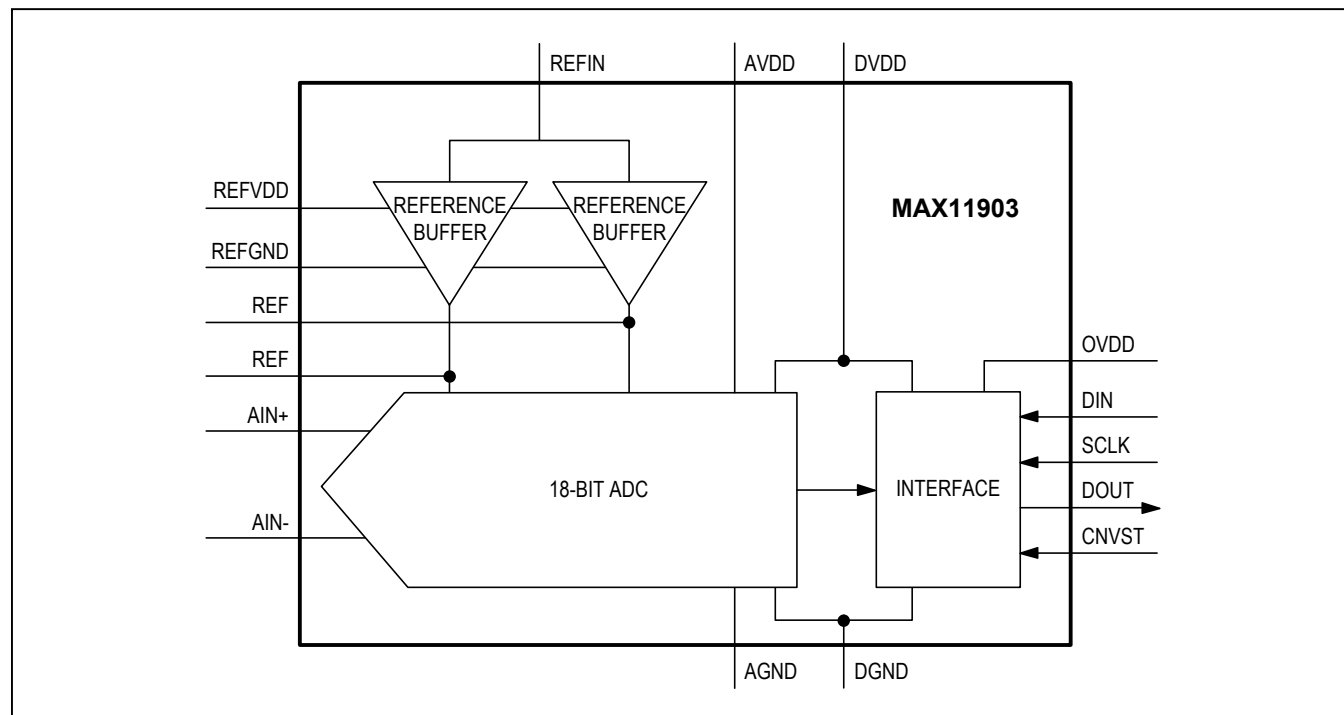 REFIN
AVDD
DVDD
REFVDD
REFERENCE
BUFFER
REFERENCE
BUFFER
MAX11903
REFGND
REF
REF
OVDD
AIN+
DIN
SCLK
18-BIT ADC
INTERFACE
DOUT
AIN-
CNVST
AGND
DGND